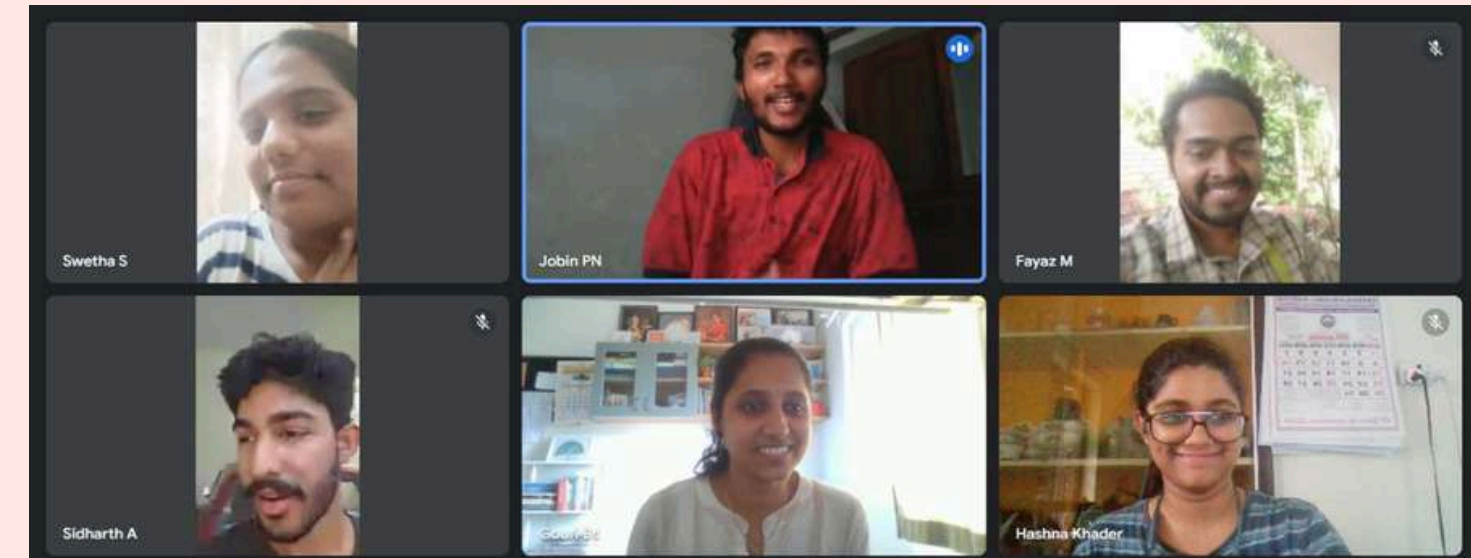 Swetha S
Jobin PN
Fayaz M
Sidharth A
Hashna Khader